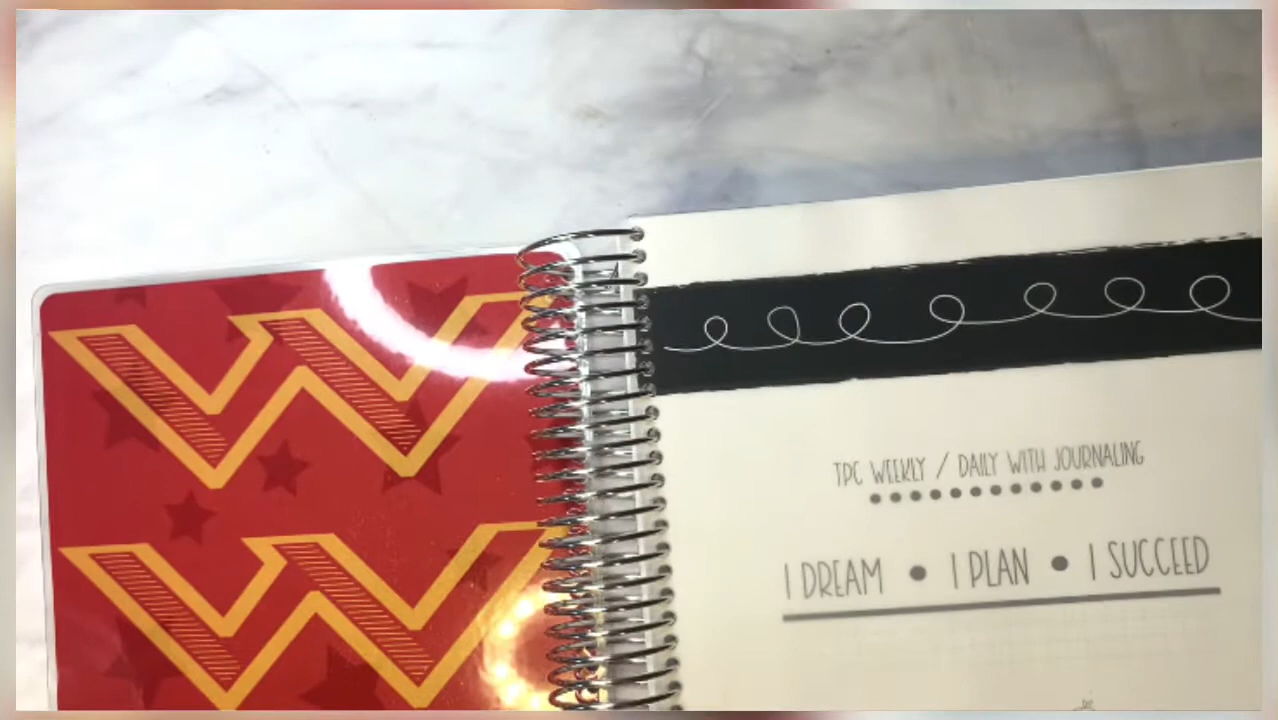 W
W
TPC WEEKLY / DAILY WITH JOURNALING
I DREAM • I PLAN • I SUCCEED